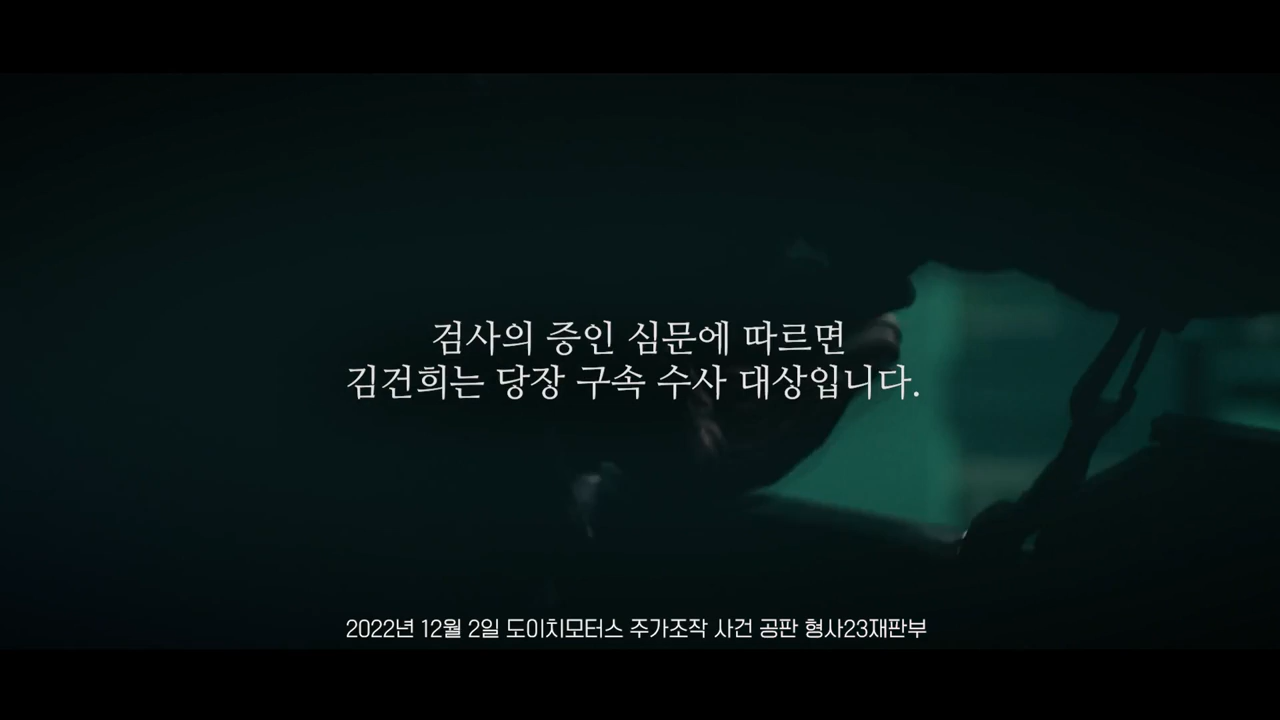 검사의 증인 심문에 따르면
김건희는 당장 구속 수사 대상입니다.
2022년 12월 2일 도이치모터스 주가조작 사건 공판 형사23재판부